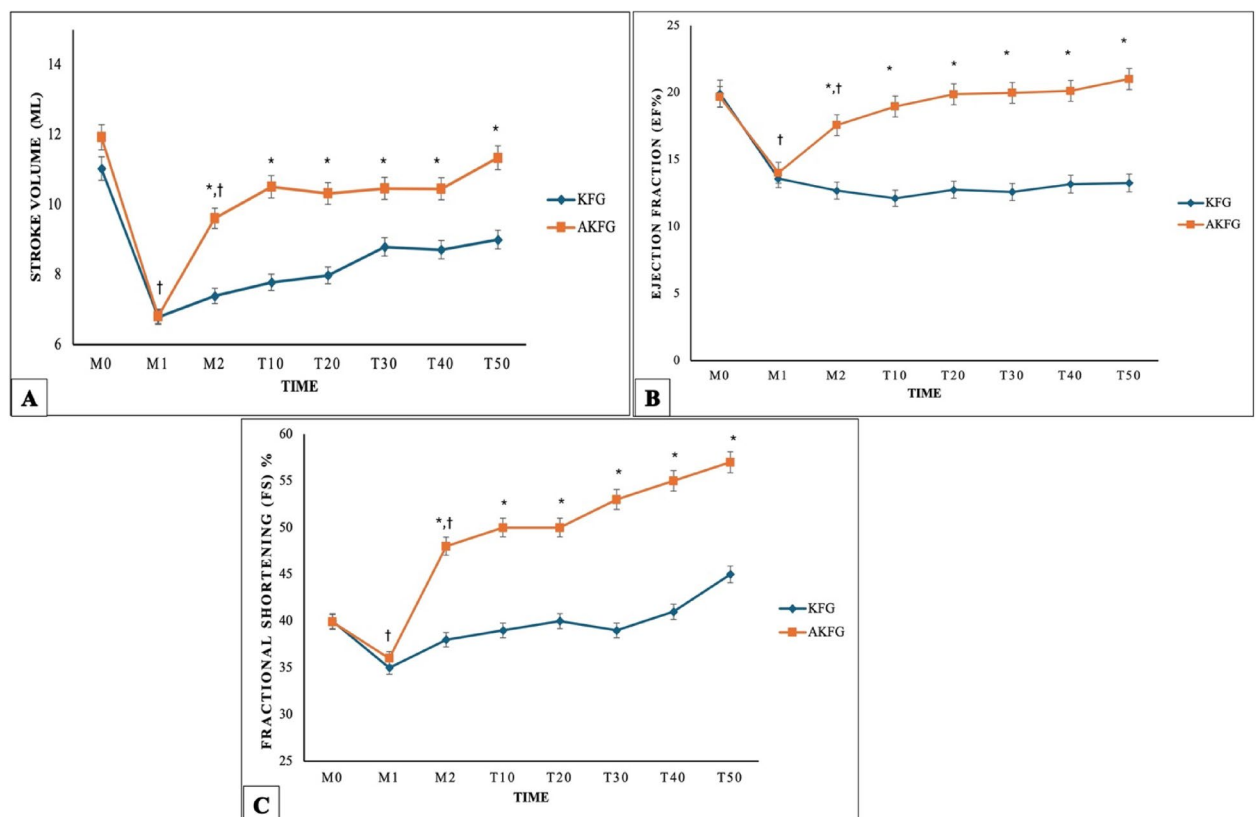 STROKE VOLUME (ML)
14
12
10
8
6
†
*,†
*
*
*
*
*
KFG
AKFG
M0 M1 M2 T10 T20 T30 T40 T50
TIME
A
EJECTION FRACTION (EF%)
25
20
15
10
5
0
†
*,†
*
*
*
*
*
KFG
AKFG
M0 M1 M2 T10 T20 T30 T40 T50
TIME
B
FRACTIONAL SHORTENING (FS) %
60
55
50
45
40
35
30
25
†
*,†
*
*
*
*
*
KFG
AKFG
M0 M1 M2 T10 T20 T30 T40 T50
TIME
C